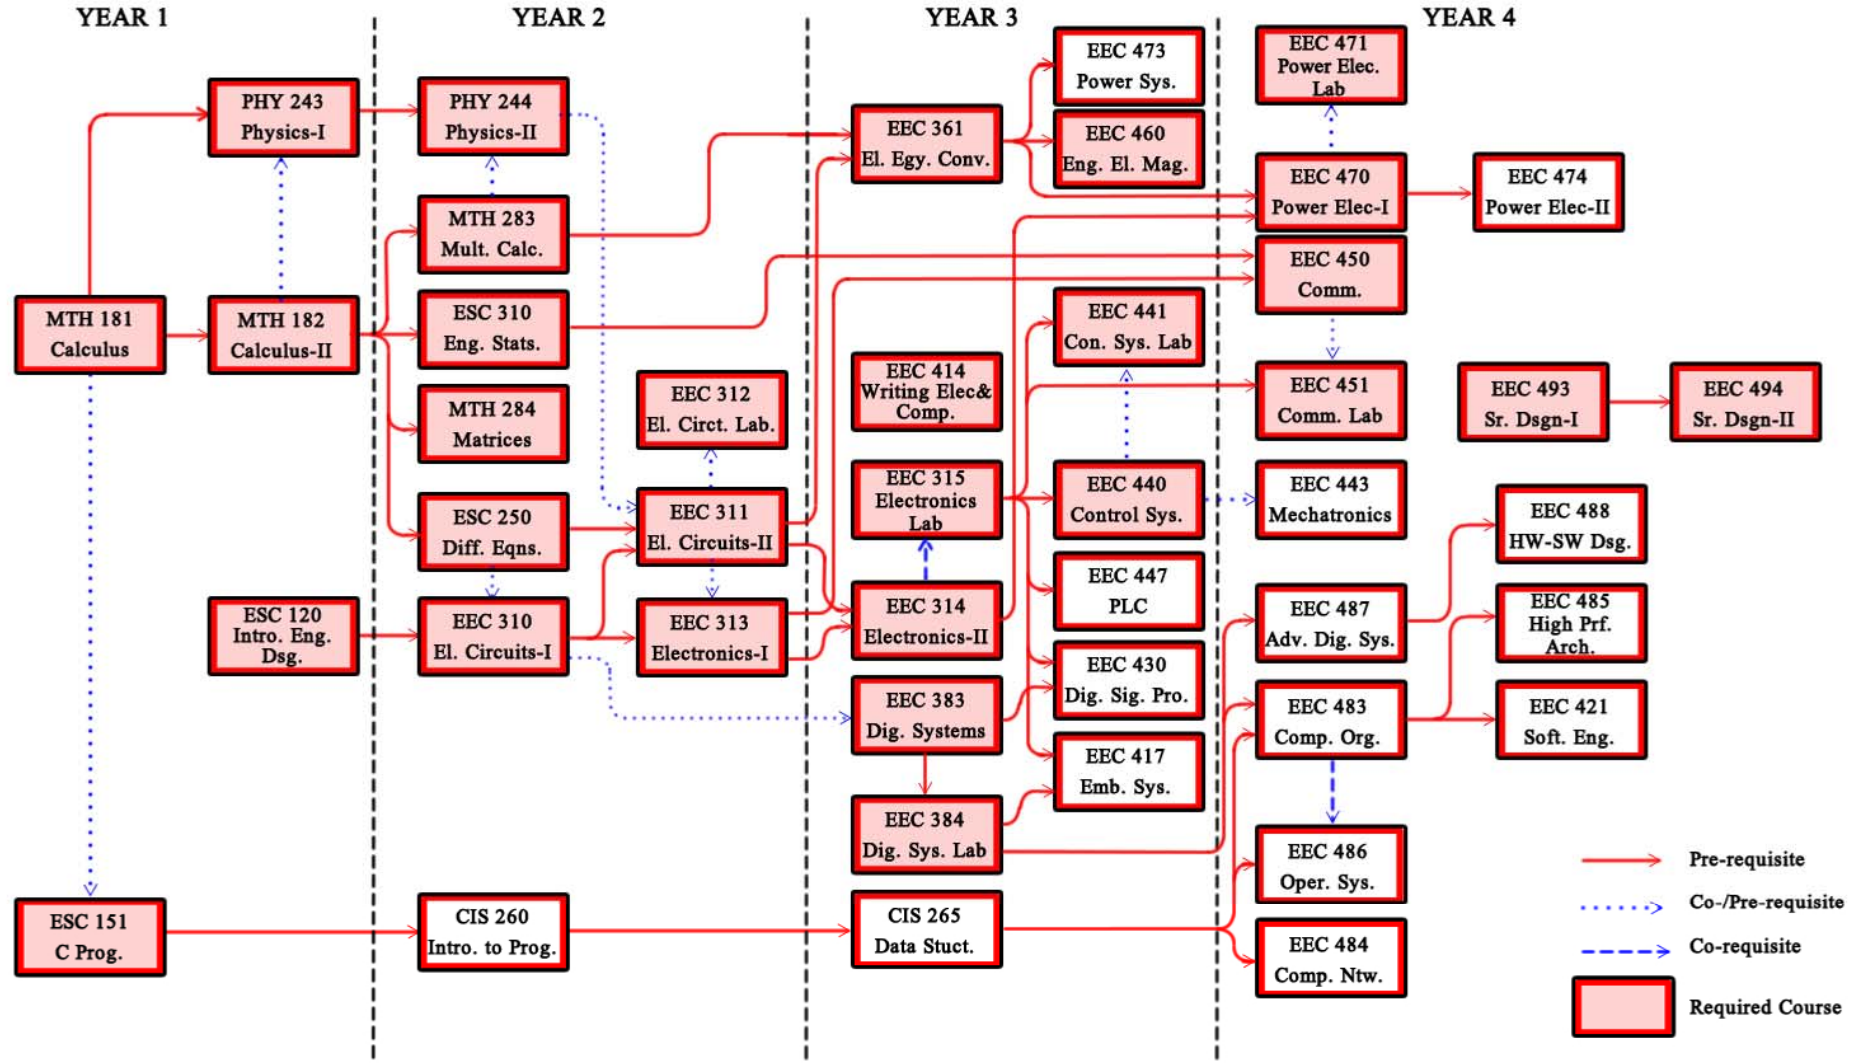 YEAR 1
YEAR 2
YEAR 3
YEAR 4
PHY 243
Physics-I
MTH 181
Calculus
MTH 182
Calculus-II
ESC 120
Intro. Eng.
Dsg.
ESC 151
C Prog.
PHY 244
Physics-II
MTH 283
Mult. Calc.
ESC 310
Eng. Stats.
MTH 284
Matrices
ESC 250
Diff. Eqns.
EEC 310
El. Circuits-I
CIS 260
Intro. to Prog.
EEC 312
El. Circt. Lab.
EEC 311
El. Circuits-II
EEC 313
Electronics-I
EEC 361
El. Egy. Conv.
EEC 414
Writing Elec&
Comp.
EEC 315
Electronics
Lab
EEC 314
Electronics-II
EEC 383
Dig. Systems
EEC 384
Dig. Sys. Lab
CIS 265
Data Stuct.
EEC 473
Power Sys.
EEC 460
Eng. El. Mag.
EEC 441
Con. Sys. Lab
EEC 440
Control Sys.
EEC 447
PLC
EEC 430
Dig. Sig. Pro.
EEC 417
Emb. Sys.
EEC 471
Power Elec.
Lab
EEC 470
Power Elec-I
EEC 450
Comm.
EEC 451
Comm. Lab
EEC 443
Mechatronics
EEC 487
Adv. Dig. Sys.
EEC 483
Comp. Org.
EEC 486
Oper. Sys.
EEC 484
Comp. Ntw.
EEC 474
Power Elec-II
EEC 493
Sr. Dsgn-I
EEC 494
Sr. Dsgn-II
EEC 488
HW-SW Dsg.
EEC 485
High Prf.
Arch.
EEC 421
Soft. Eng.
Pre-requisite
Co-/Pre-requisite
Co-requisite
Required Course